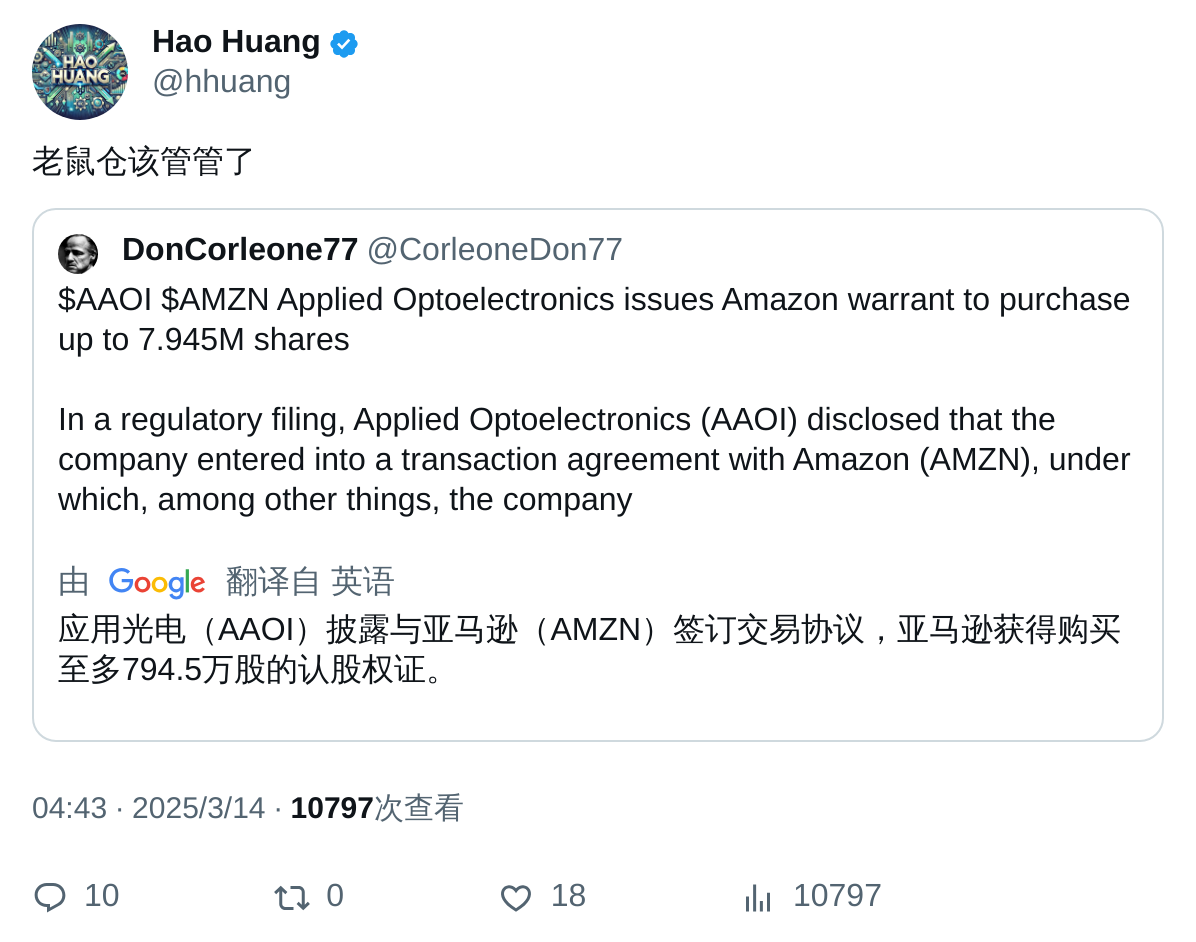 HAO
HUANG
Hao Huang
@hhuang
老鼠仓该管管了
DonCorleone77 @CorleoneDon77
$AAOI $AMZN Applied Optoelectronics issues Amazon warrant to purchase
up to 7.945M shares
In a regulatory filing, Applied Optoelectronics (AAOI) disclosed that the
company entered into a transaction agreement with Amazon (AMZN), under
which, among other things, the company
由 Google 翻译自 英语
应用光电（AAOI）披露与亚马逊（AMZN）签订交易协议，亚马逊获得购买
至多794.5万股的认股权证。
04:43 · 2025/3/14 · 10797次查看
10 0 18 10797